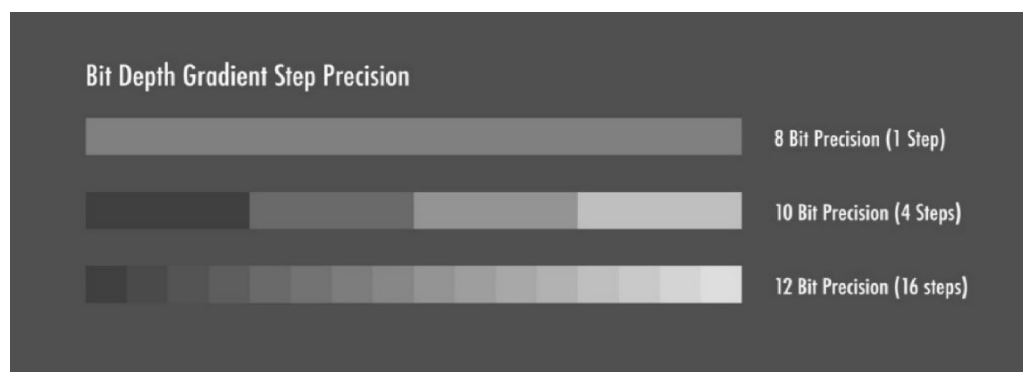 Bit Depth Gradient Step Precision
8 Bit Precision (1 Step)
10 Bit Precision (4 Steps)
12 Bit Precision (16 steps)